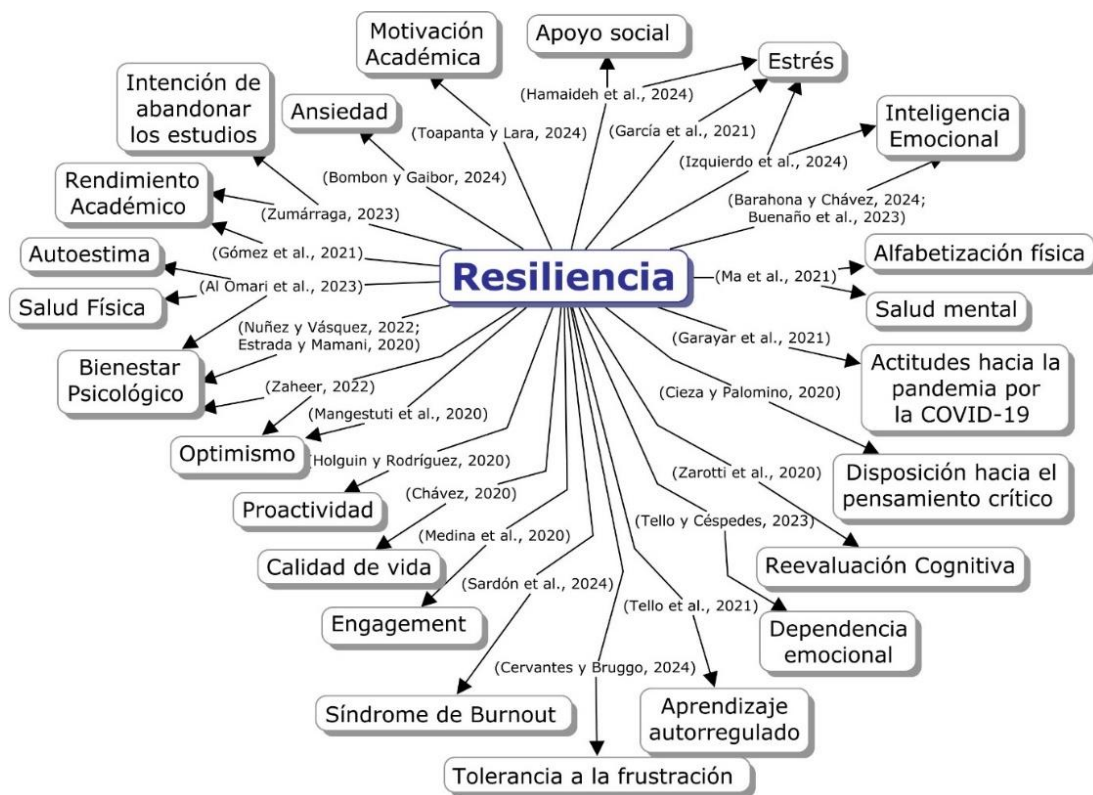 Motivación
Académica
Apoyo social
Estrés
Intención de
abandonar
los estudios
Ansiedad
(Hamaideh et al., 2024)
Inteligencia
Emocional
(Toapanta y Lara, 2024)
(García et al., 2021)
(Izquierdo et al., 2024)
Rendimiento
Académico
(Bombon y Gaibor, 2024)
(Barahona y Chávez, 2024;
Buenaño et al., 2023)
(Zumárraga, 2023)
Autoestima
(Gómez et al., 2021)
Resiliencia
Alfabetización física
(Ma et al., 2021)
(Al Omari et al., 2023)
Salud Física
Salud mental
(Nuñez y Vásquez, 2022;
Estrada y Mamani, 2020)
(Garayar et al., 2021)
Bienestar
Psicológico
Actitudes hacia la
pandemia por
la COVID-19
(Zaheer, 2022)
(Cieza y Palomino, 2020)
(Mangestuti et al., 2020)
Optimismo
(Holguin y Rodríguez, 2020)
(Zarotti et al., 2020)
Disposición hacia el
pensamiento crítico
Proactividad
(Chávez, 2020)
(Tello y Céspedes, 2023)
(Medina et al., 2020)
Calidad de vida
Reevaluación Cognitiva
(Sardón et al., 2024)
(Tello et al., 2021)
Engagement
Dependencia
emocional
(Cervantes y Bruggo, 2024)
Síndrome de Burnout
Aprendizaje
autorregulado
Tolerancia a la frustración